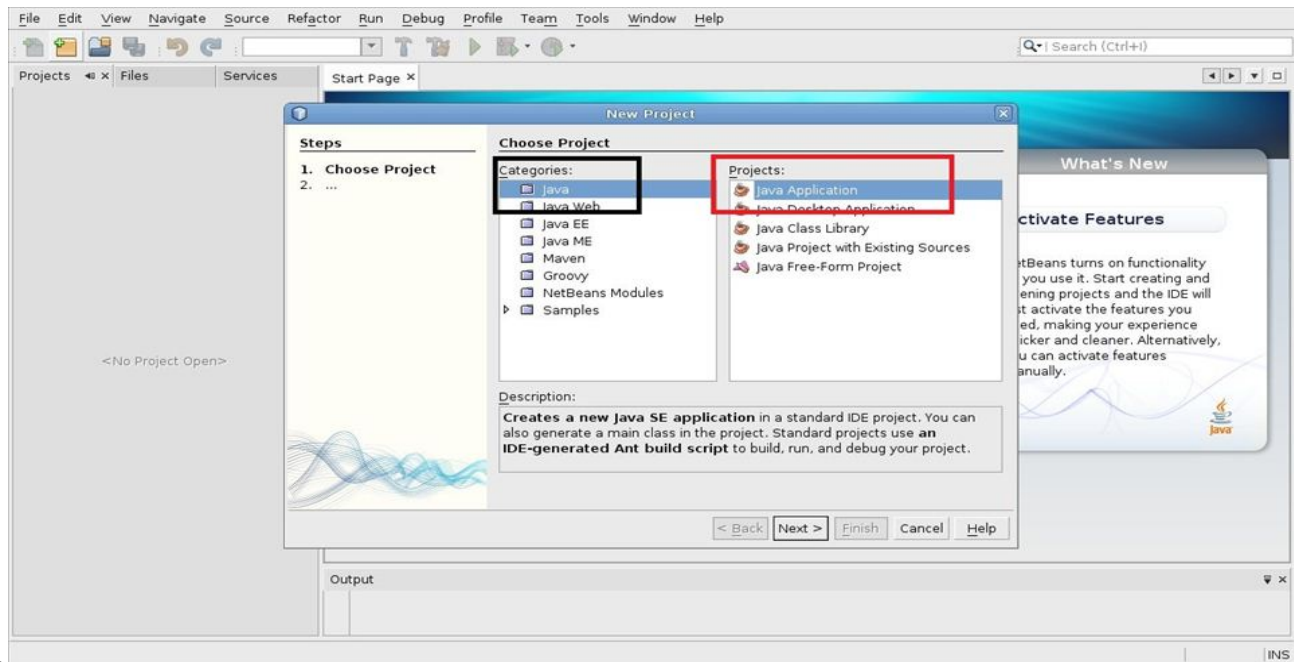 File Edit View Navigate Source Refactor Run Debug Profile Team Tools Window Help
Search (Ctrl+I)
Projects Files Services Start Page
New Project
Steps
1. Choose Project
2. ...
Choose Project
Categories:
Java
Java Web
Java EE
Java ME
Maven
Groovy
NetBeans Modules
Samples
Projects:
Java Application
Java Desktop Application
Java Class Library
Java Project with Existing Sources
Java Free-Form Project
Description:
Creates a new Java SE application in a standard IDE project. You can
also generate a main class in the project. Standard projects use an
IDE-generated Ant build script to build, run, and debug your project.
< Back Next > Finish Cancel Help
<No Project Open>
What's New
ctivate Features
etBeans turns on functionality
you use it. Start creating and
ening projects and the IDE will
st activate the features you
ed, making your experience
icker and cleaner. Alternatively,
u can activate features
anually.
Java
Output
INS